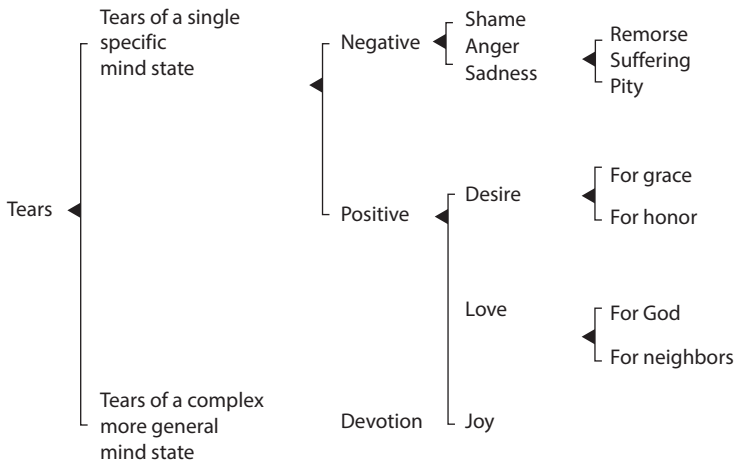 Tears
Tears of a single
specific
mind state
Negative
Shame
Anger
Sadness
Remorse
Suffering
Pity
Positive
Desire
For grace
For honor
Love
For God
For neighbors
Joy
Tears of a complex
more general
mind state
Devotion